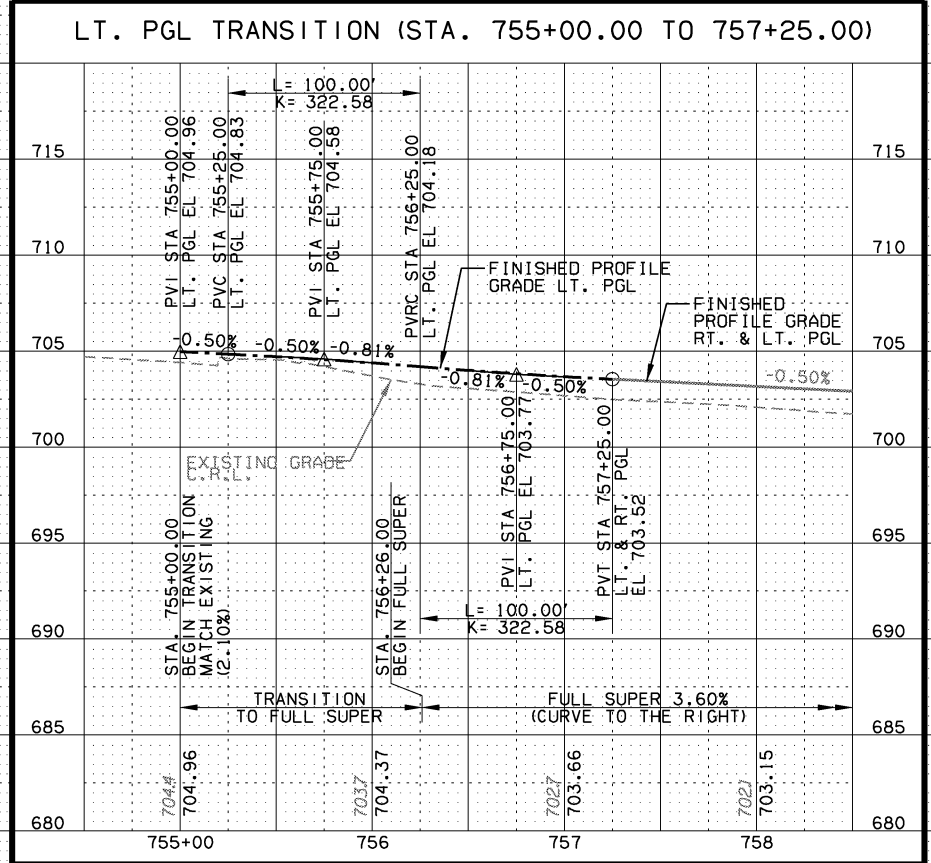 LT. PGL TRANSITION (STA. 755+00.00 TO 757+25.00)
L= 100.00'
K= 322.58
PVI STA 755+00.00
LT. PGL EL 704.96
PVC STA 755+25.00
LT. PGL EL 704.83
PVI STA 755+75.00
LT. PGL EL 704.58
PVRC STA 756+25.00
LT. PGL EL 704.18
715
715
710
710
FINISHED PROFILE
GRADE LT. PGL
FINISHED
PROFILE GRADE
RT. & LT. PGL
705
705
-0.50%
-0.50%
-0.81%
-0.81%
-0.50%
-0.50%
700
700
EXISTING GRADE
C.R.L.
PVI STA 756+75.00
LT. PGL EL 703.77
PVT STA 757+25.00
LT. & RT. PGL
EL 703.52
695
695
STA. 755+00.00
BEGIN TRANSITION
MATCH EXISTING
(2.10%)
STA. 756+26.00
BEGIN FULL SUPER
L= 100.00'
K= 322.58
690
690
TRANSITION
TO FULL SUPER
FULL SUPER 3.60%
(CURVE TO THE RIGHT)
685
685
704.4
704.96
703.7
704.37
702.7
703.66
702.1
703.15
680
680
755+00
756
757
758